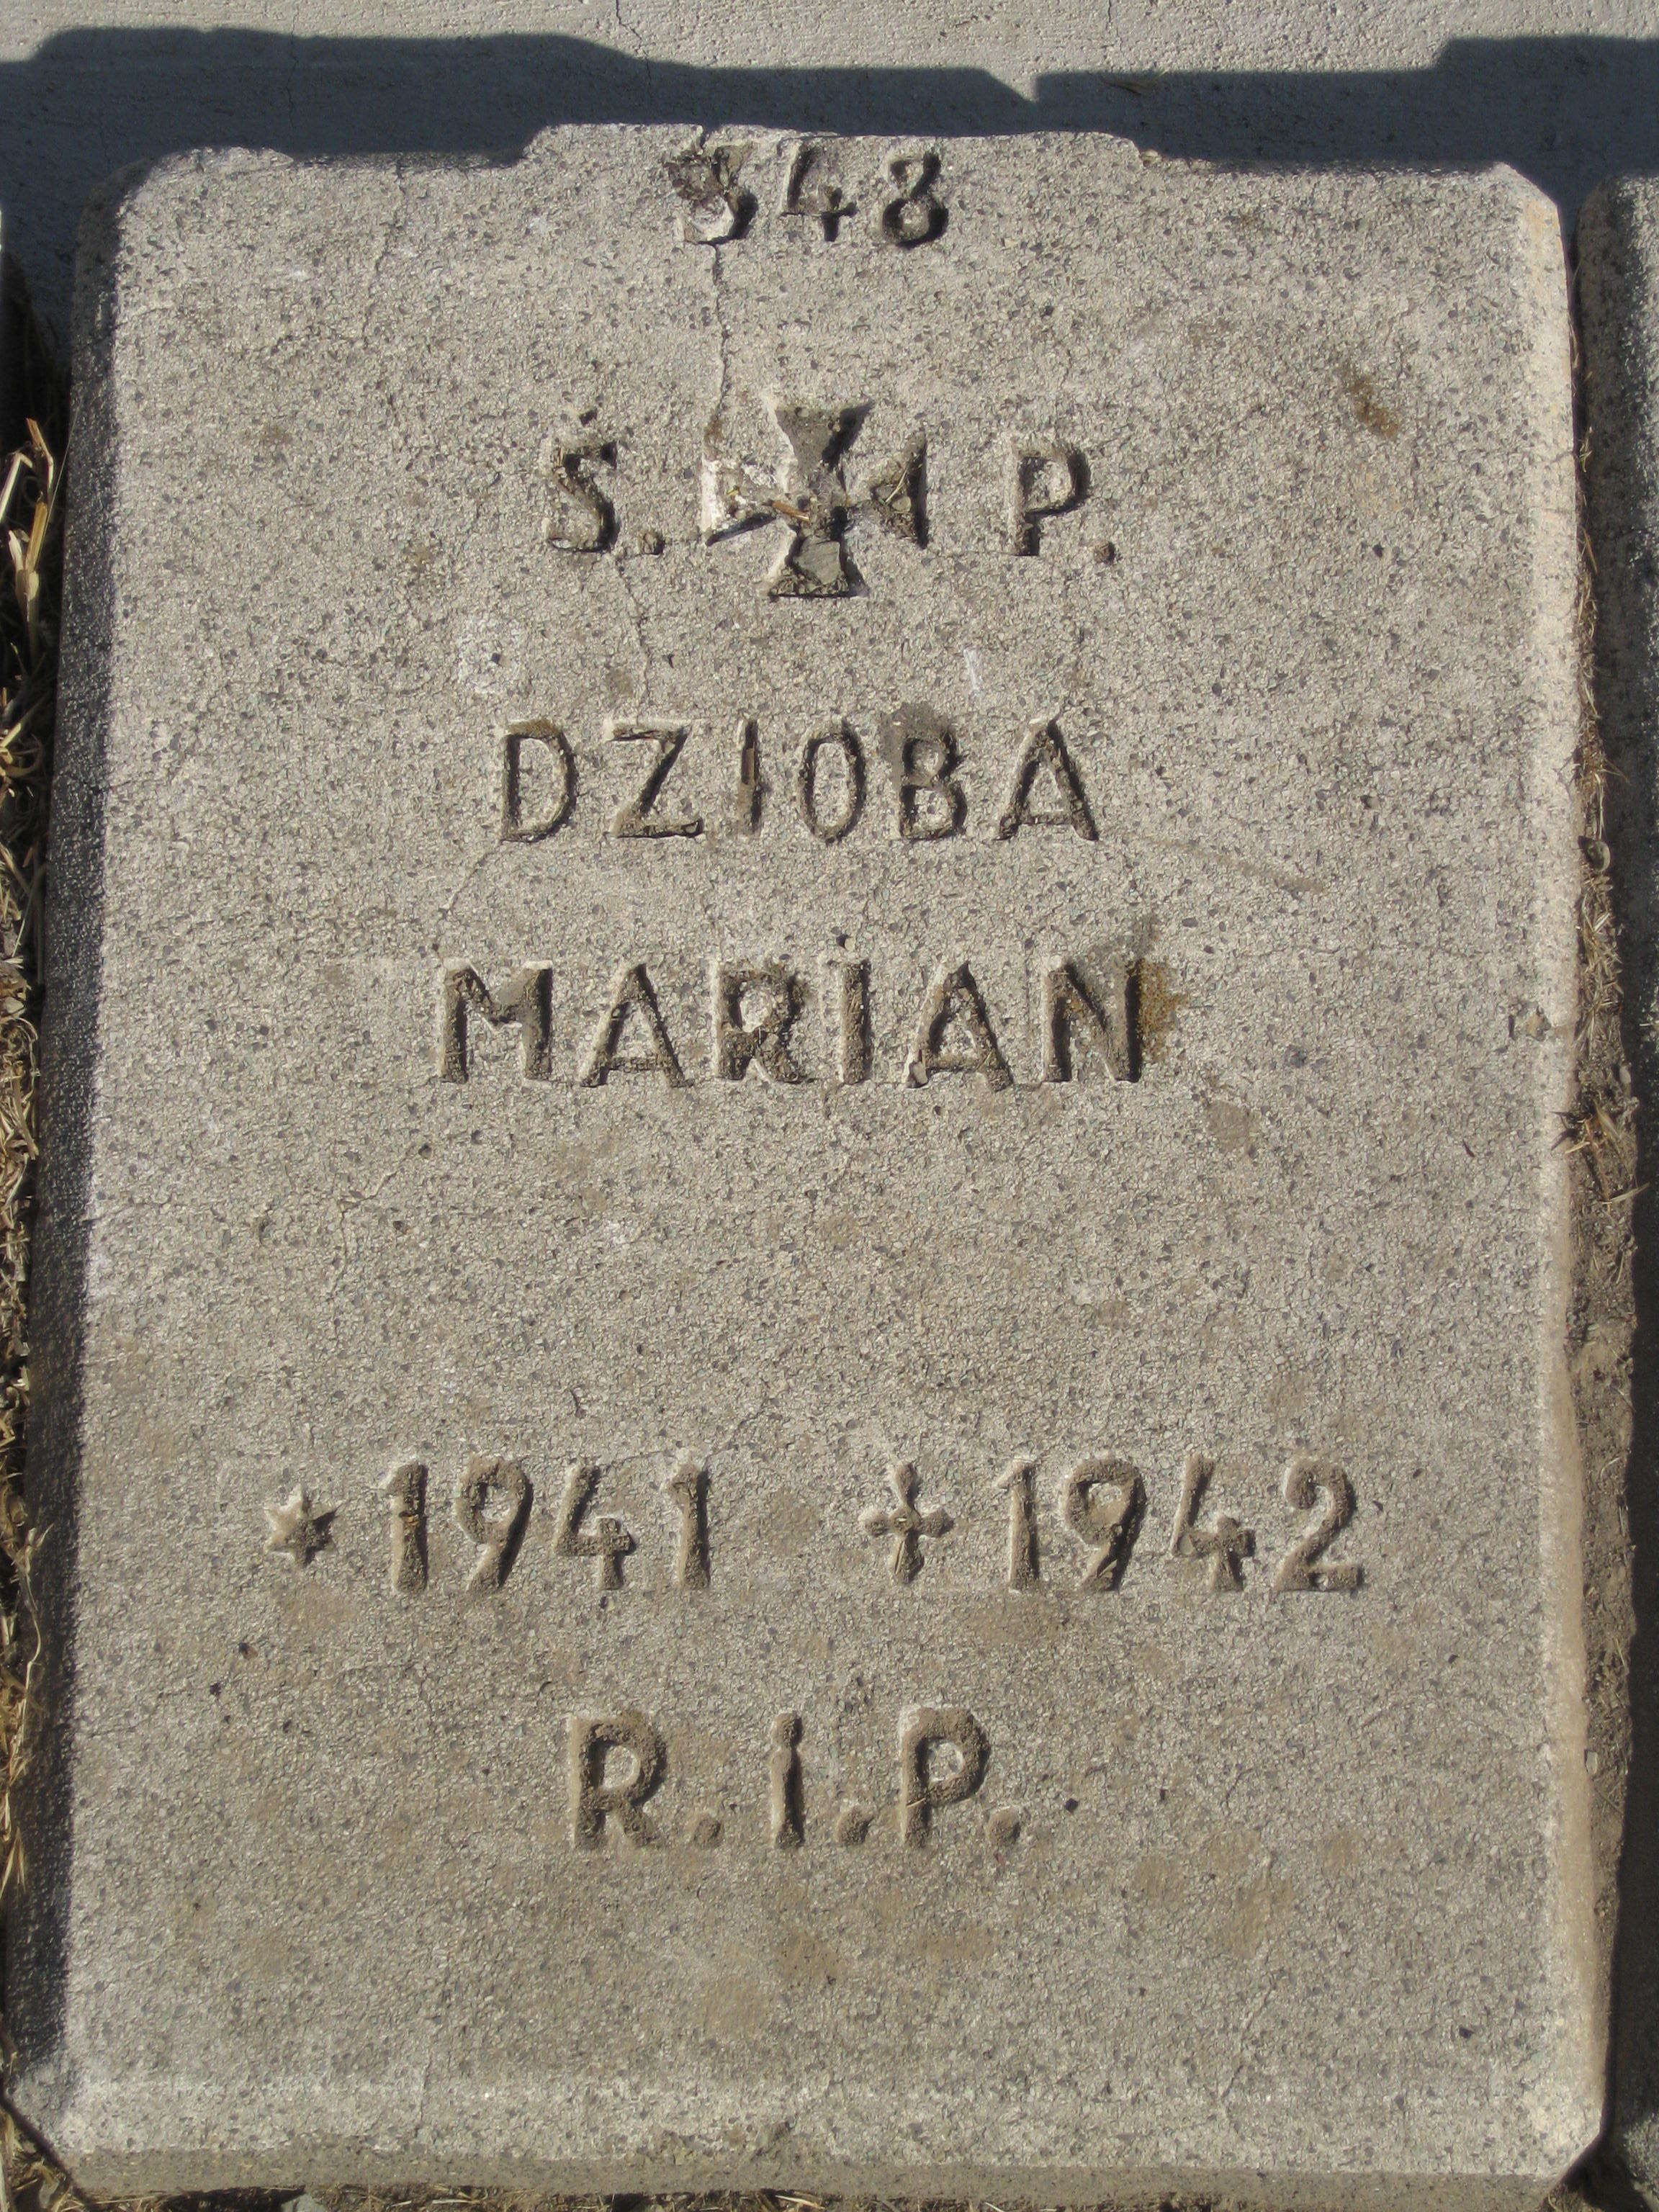 348
Ś. ✠ P.
DZIOBA
MARIAN
* 1941 + 1942
R.i.P.